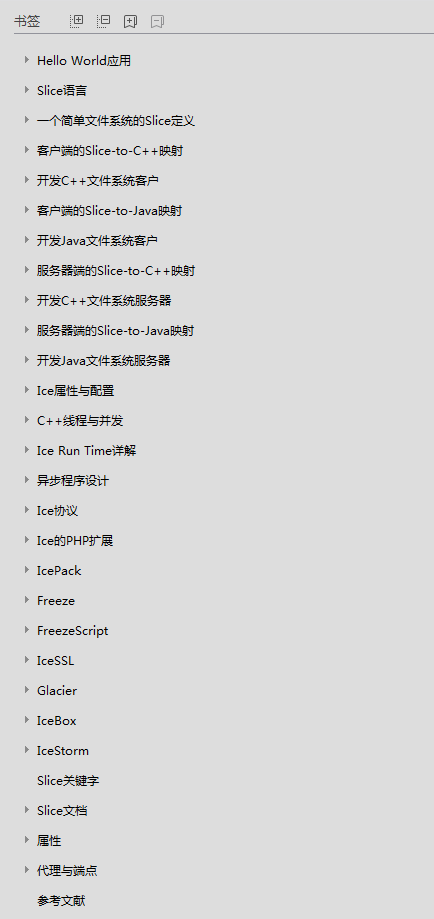 书签
Hello World应用
Slice语言
一个简单文件系统的Slice定义
客户端的Slice-to-C++映射
开发C++文件系统客户
客户端的Slice-to-Java映射
开发Java文件系统客户
服务器端的Slice-to-C++映射
开发C++文件系统服务器
服务器端的Slice-to-Java映射
开发Java文件系统服务器
Ice属性与配置
C++线程与并发
Ice Run Time详解
异步程序设计
Ice协议
Ice的PHP扩展
IcePack
Freeze
FreezeScript
IceSSL
Glacier
IceBox
IceStorm
Slice关键字
Slice文档
属性
代理与端点
参考文献